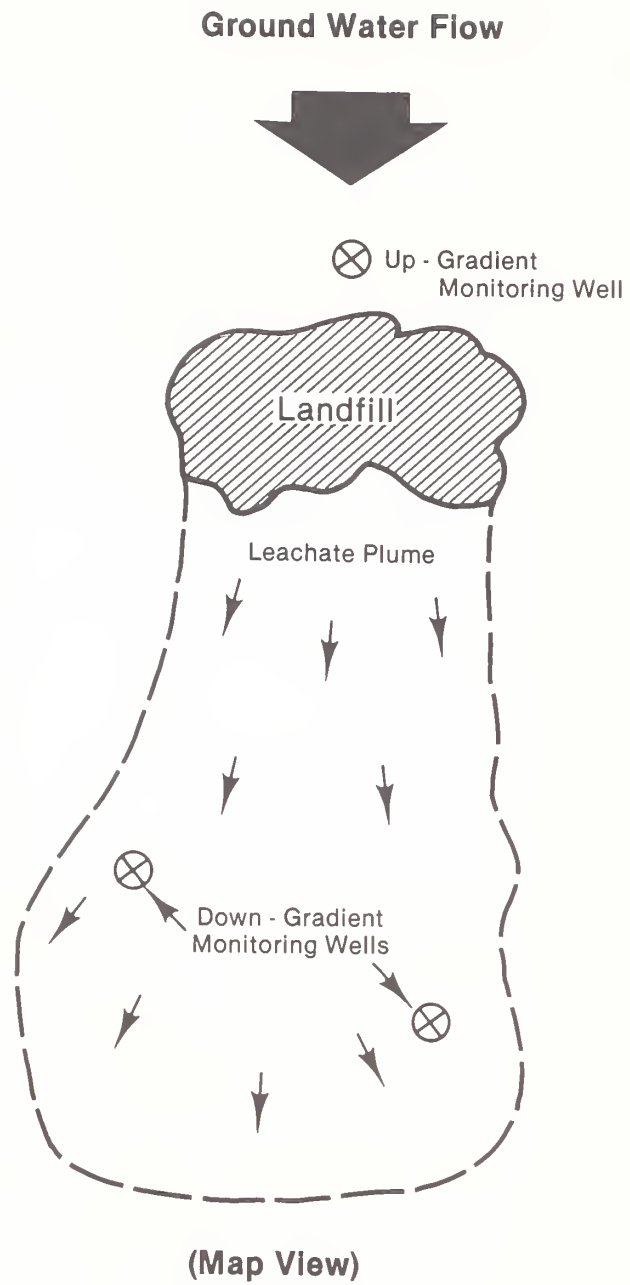 Ground Water Flow
Up - Gradient
Monitoring Well
Landfill
Leachate Plume
Down - Gradient
Monitoring Wells
(Map View)